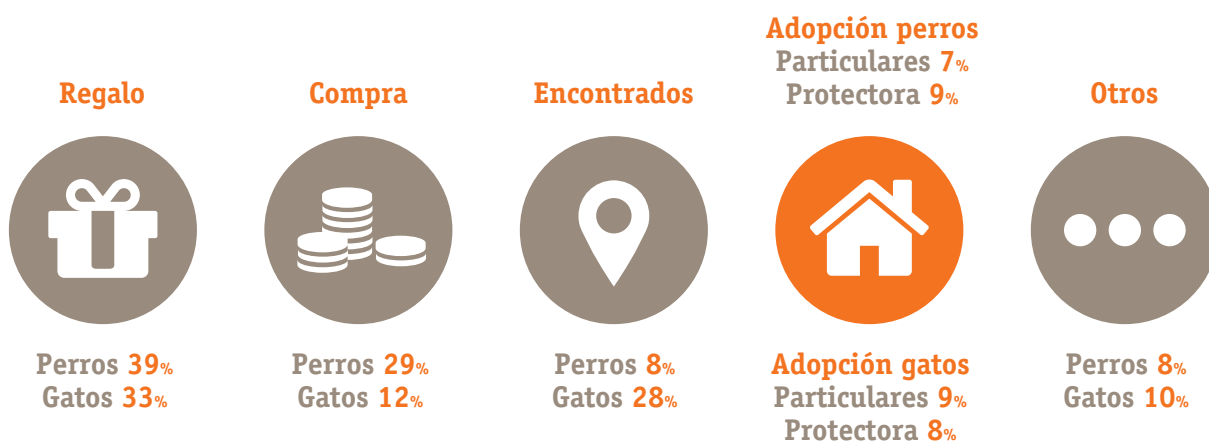 Regalo
Perros 39%
Gatos 33%
Compra
Perros 29%
Gatos 12%
Encontrados
Perros 8%
Gatos 28%
Adopción perros
Particulares 7%
Protectora 9%
Adopción gatos
Particulares 9%
Protectora 8%
Otros
Perros 8%
Gatos 10%